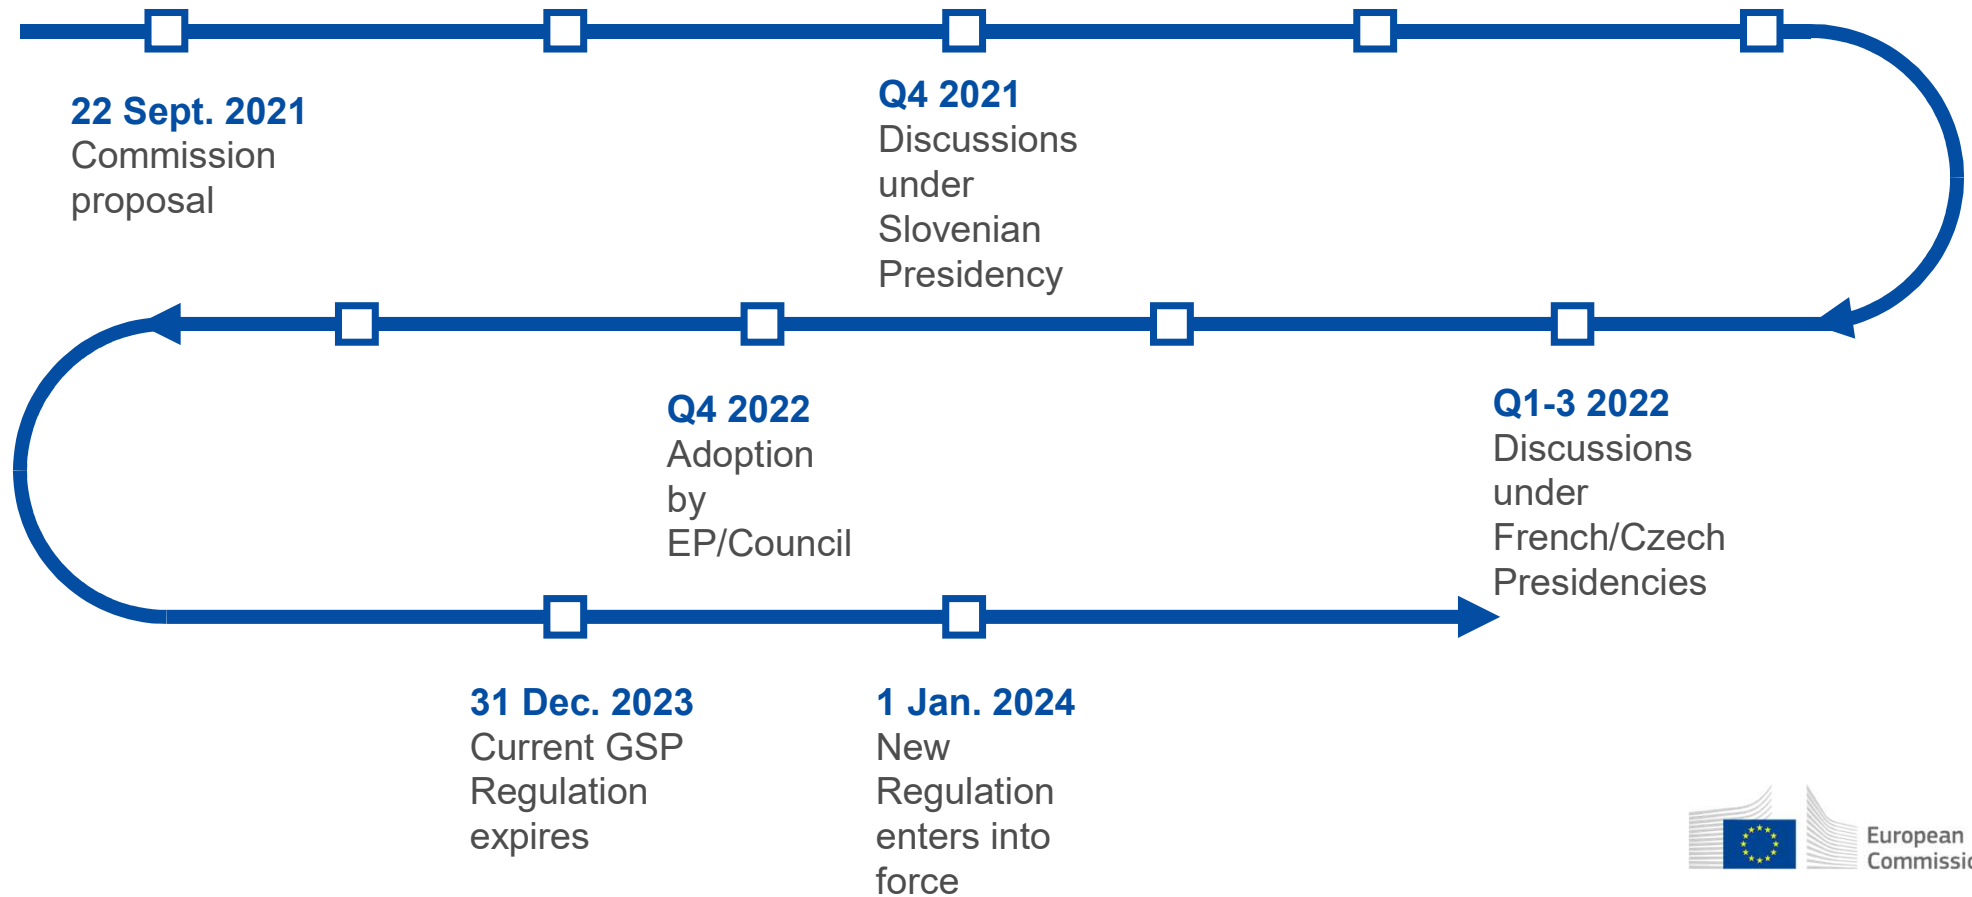 22 Sept. 2021
Commission
proposal
Q4 2021
Discussions
under
Slovenian
Presidency
Q1-3 2022
Discussions
under
French/Czech
Presidencies
Q4 2022
Adoption
by
EP/Council
31 Dec. 2023
Current GSP
Regulation
expires
1 Jan. 2024
New
Regulation
enters into
force
European
Commissio